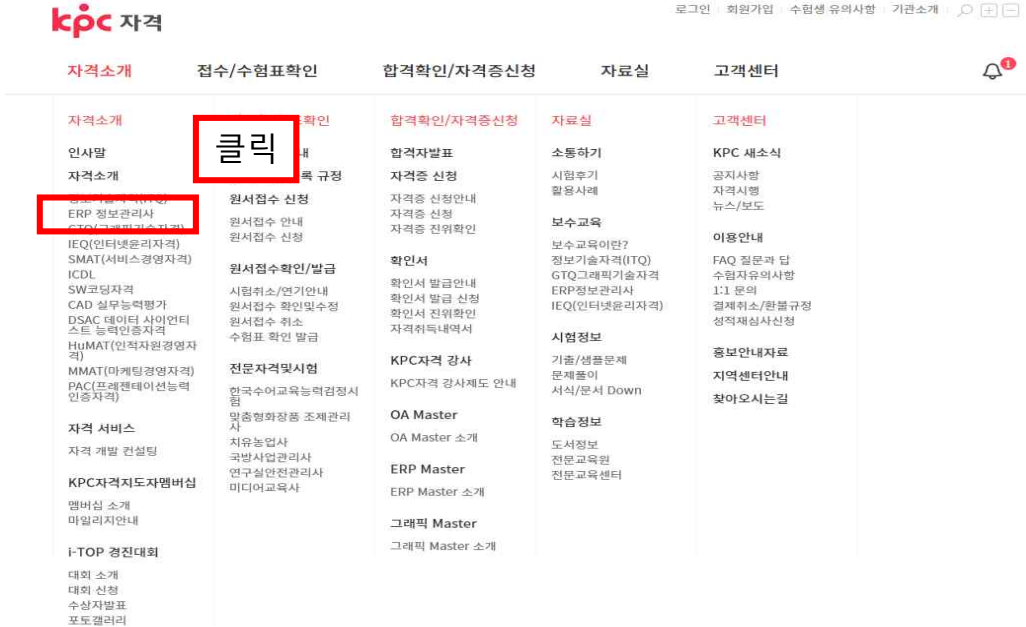 kpc 자격
로그인 회원가입 수험생 유의사항 기관소개
자격소개 접수/수험표확인 합격확인/자격증신청 자료실 고객센터
1
자격소개
인사말
자격소개
ERP 정보관리사
GTQ(그래픽기술자격)
IEQ(인터넷윤리자격)
SMAT(서비스경영자격)
ICDL
SW코딩자격
CAD 실무능력평가
DSAC 데이터 사이언티
스트 능력인증자격
HuMAT(인적자원경영자
격)
MMAT(마케팅경영자격)
PAC(프레젠테이션능력
인증자격)
자격 서비스
자격 개발 컨설팅
KPC자격지도자멤버십
멤버십 소개
마일리지안내
i-TOP 경진대회
대회 소개
대회 신청
수상자발표
포토갤러리
클릭
표확인
내
록 규정
원서접수 신청
원서접수 안내
원서접수 신청
원서접수확인/발급
시험취소/연기안내
원서접수 확인및수정
원서접수 취소
수험표 확인 발급
전문자격및시험
한국수어교육능력검정시
험
맞춤형화장품 조제관리
사
치유농업사
국방사업관리사
연구실안전관리사
미디어교육사
합격확인/자격증신청
합격자발표
자격증 신청
자격증 신청안내
자격증 신청
자격증 진위확인
확인서
확인서 발급안내
확인서 발급 신청
확인서 진위확인
자격취득내역서
KPC자격 강사
KPC자격 강사제도 안내
OA Master
OA Master 소개
ERP Master
ERP Master 소개
그래픽 Master
그래픽 Master 소개
자료실
소통하기
시험후기
활용사례
보수교육
보수교육이란?
정보기술자격(ITQ)
GTQ그래픽기술자격
ERP정보관리사
IEQ(인터넷윤리자격)
시험정보
기출/샘플문제
문제풀이
서식/문서 Down
학습정보
도서정보
전문교육원
전문교육센터
고객센터
KPC 새소식
공지사항
자격시행
뉴스/보도
이용안내
FAQ 질문과 답
수험자유의사항
1:1 문의
결제취소/환불규정
성적재심사신청
홍보안내자료
지역센터안내
찾아오시는길